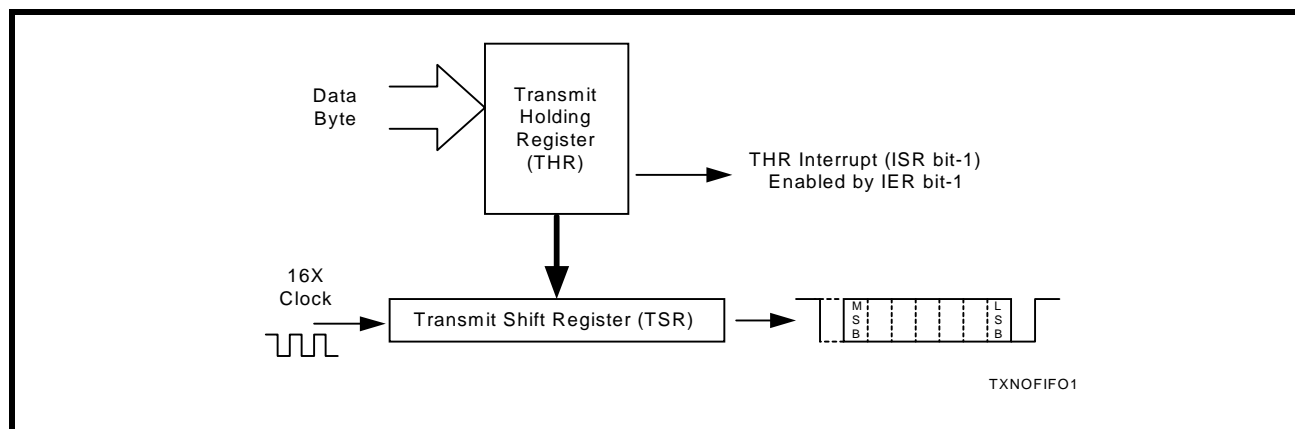 Data
Byte
Transmit
Holding
Register
(THR)
THR Interrupt (ISR bit-1)
Enabled by IER bit-1
16X
Clock
Transmit Shift Register (TSR)
M
S
B
L
S
B
TXNOFIFO1